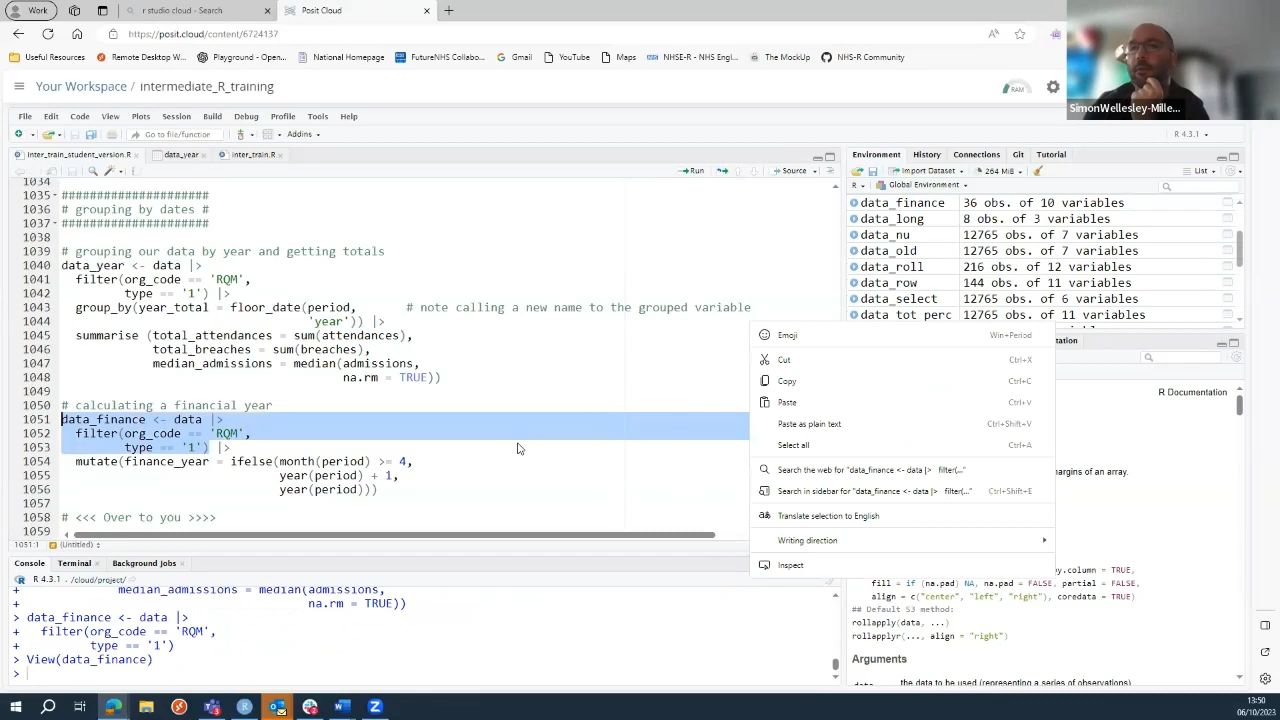 Work
r studio cloud - Search
Posit Cloud
https://posit.cloud/content/6724137
Useful Resources
Remote Desktop We...
Playground - Open...
National Homepage
FutureNHS Collabo...
Gmail
YouTube
Maps
NHSE-R - NHS Engl...
The MockUp
NHS-R Community
SimonWellesley-Mille...
Your Workspace / intermediate_R_training
RAM
File Edit Code View Plots Session Build Debug Profile Tools Help
Go to file/function
Addins
R 4.3.1
inter_train_student_version.R
data_year
inter_train.R
Run
Source
1034
1035 #####################
1036 # grouping by dates #
1037 #####################
1038
1039 # grouping our data by year and getting totals
1040 data_year <- data |>
1041 filter(org_code == 'RQM',
1042 type == '1') |>
1043 group_by(year_total = floor_date(period, # note calling a new name to the grouped variable
1044 'year')) |>
1045 summarise (total_attendances = sum(attendances),
1046 total_breaches = sum(breaches),
1047 median_admissions = median(admissions,
1048 na.rm = TRUE))
1049
1050 # calculating a financial year
1051 data_finance <- data |>
1052 filter(org_code == 'RQM',
1053 type == '1') |>
1054 mutate(finance_year = ifelse(month(period) >= 4,
1055 year(period) + 1,
1056 year(period)))
1057
1058 # <<< Over to you >>>>
1059
1051:1 (Untitled)
Console Terminal Background Jobs
R 4.3.1 . /cloud/project/
+ median_admissions = median(admissions,
+ na.rm = TRUE))
> data_finance <- data |>
+ filter(org_code == 'RQM',
+ type == '1')
> View(data_finance)
>
Environment History Connections Git Tutorial
Import Dataset
264 MiB
List
R
Global Environment
data_finance 36 obs. of 10 variables
data_long 8 obs. of 3 variables
data_nu 12765 obs. of 7 variables
data_old 12765 obs. of 7 variables
data_roll 216 obs. of 12 variables
data_row 144 obs. of 11 variables
data_select 12765 obs. of 6 variables
data tot perc 12765 obs. of 11 variables
Emoji Win+Period
Cut Ctrl+X
Copy Ctrl+C
Paste Ctrl+V
Paste as plain text Ctrl+Shift+V
Select all Ctrl+A
Search the web for "data_finance <- data |> filter(..."
Search in sidebar for "data_finance <- data |> filter(..." Ctrl+Shift+E
Translate selection to English
Writing direction
Inspect
R Documentation
margins of an array.
y.column = TRUE,
fill = if (na.pad) NA, na.pad = FALSE, partial = FALSE,
align = c("center", "left", "right"), coredata = TRUE)
## Default S3 method:
rollapply(data, ...)
rollapplyr(..., align = "right")
Arguments
the data to be used (representing a series of observations)
13:50
06/10/2023